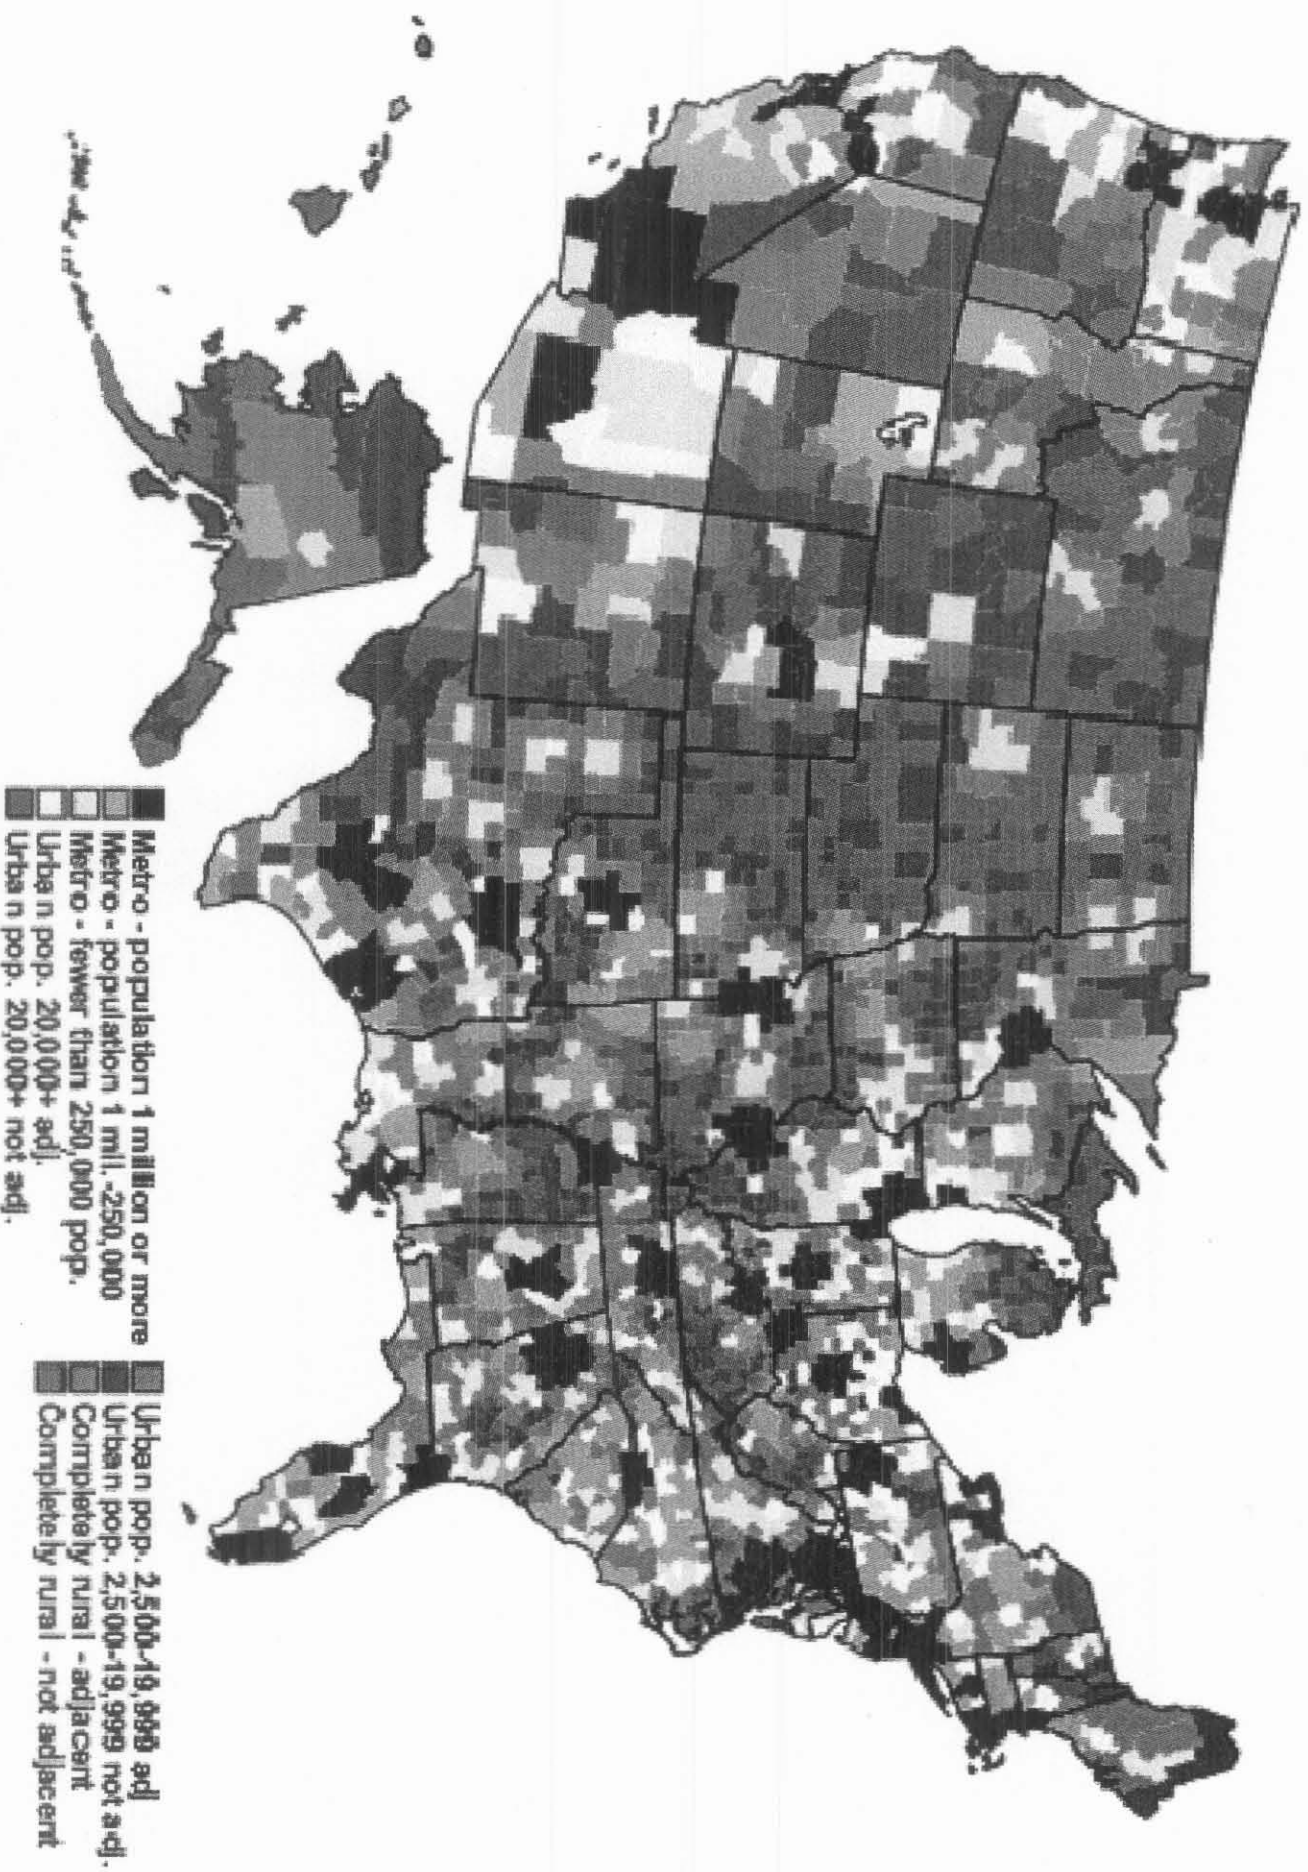 Metro - population 1 million or more
Metro - population 1 mil. -250,000
Metro - fewer than 250,000 pop.
Urban pop. 20,000+ adj.
Urban pop. 20,000+ not adj.
Urban pop. 2,500-19,999 adj
Urban pop. 2,500-19,999 not adj.
Completely rural - adjacent
Completely rural - not adjacent